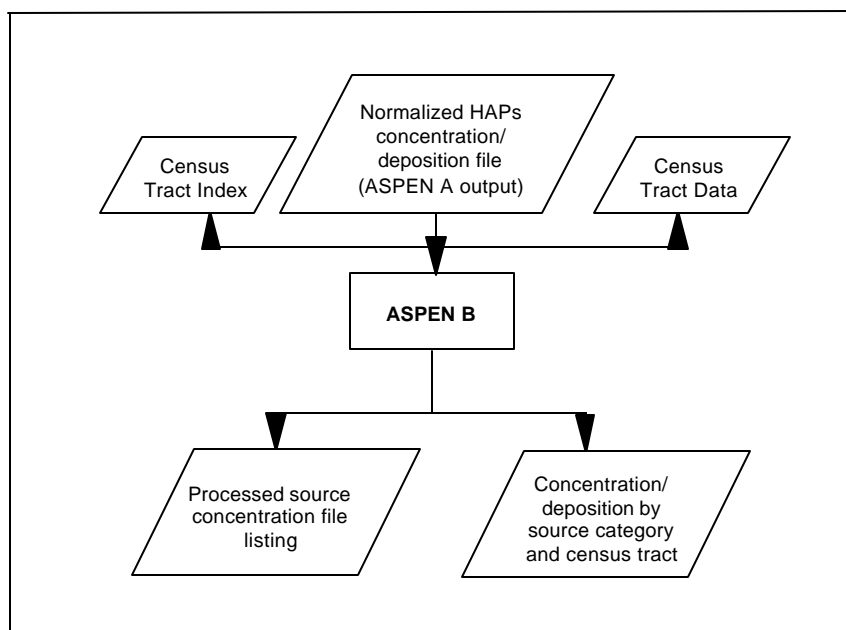 Normalized HAPs
concentration/
deposition file
(ASPEN A output)
Census
Tract Index
Census
Tract Data
ASPEN B
Processed source
concentration file
listing
Concentration/
deposition by
source category
and census tract